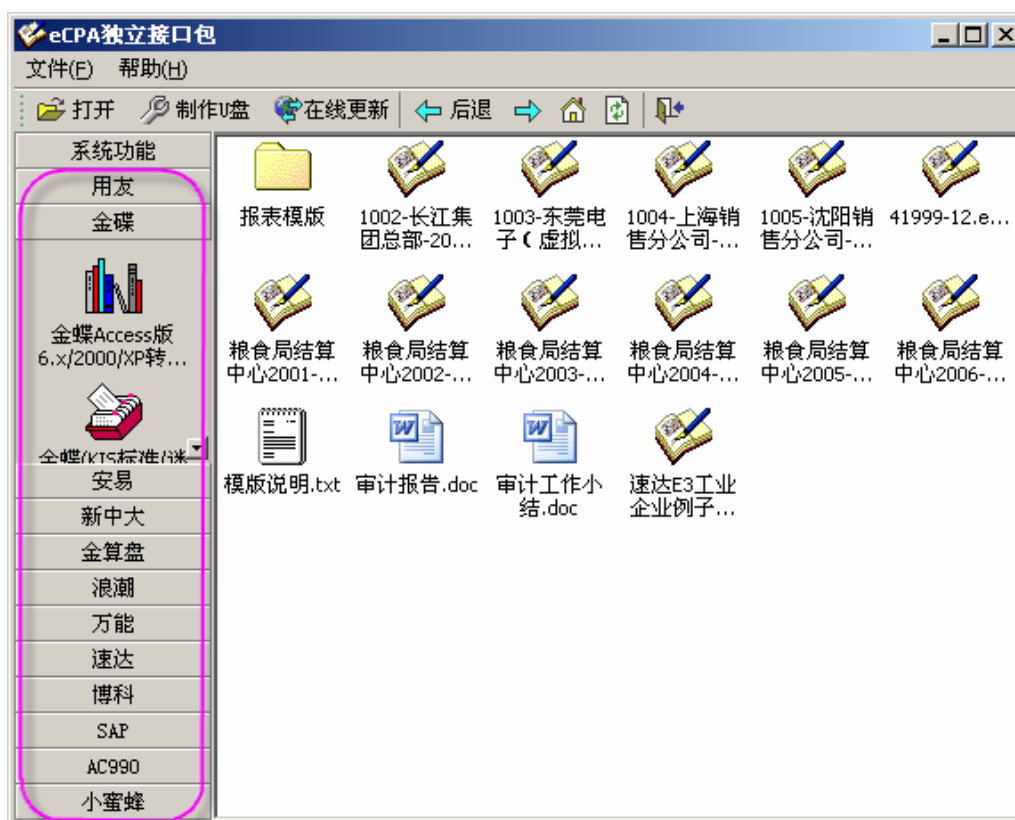 eCPA独立接口包
文件(F) 帮助(H)
打开 制作U盘 在线更新 后退
系统功能
用友
金碟
金蝶Access版
6.x/2000/XP转...
金蝶(KIS标准/迷
安易
新中大
金算盘
浪潮
万能
速达
博科
SAP
AC990
小蜜蜂
报表模版
1002-长江集
团总部-20...
1003-东莞电
子(虚拟...
1004-上海销
售分公司-...
1005-沈阳销
售分公司-...
41999-12.e...
粮食局结算
中心2001-...
粮食局结算
中心2002-...
粮食局结算
中心2003-...
粮食局结算
中心2004-...
粮食局结算
中心2005-...
粮食局结算
中心2006-...
模版说明.txt
审计报告.doc
审计工作小
结.doc
速达E3工业
企业例子...